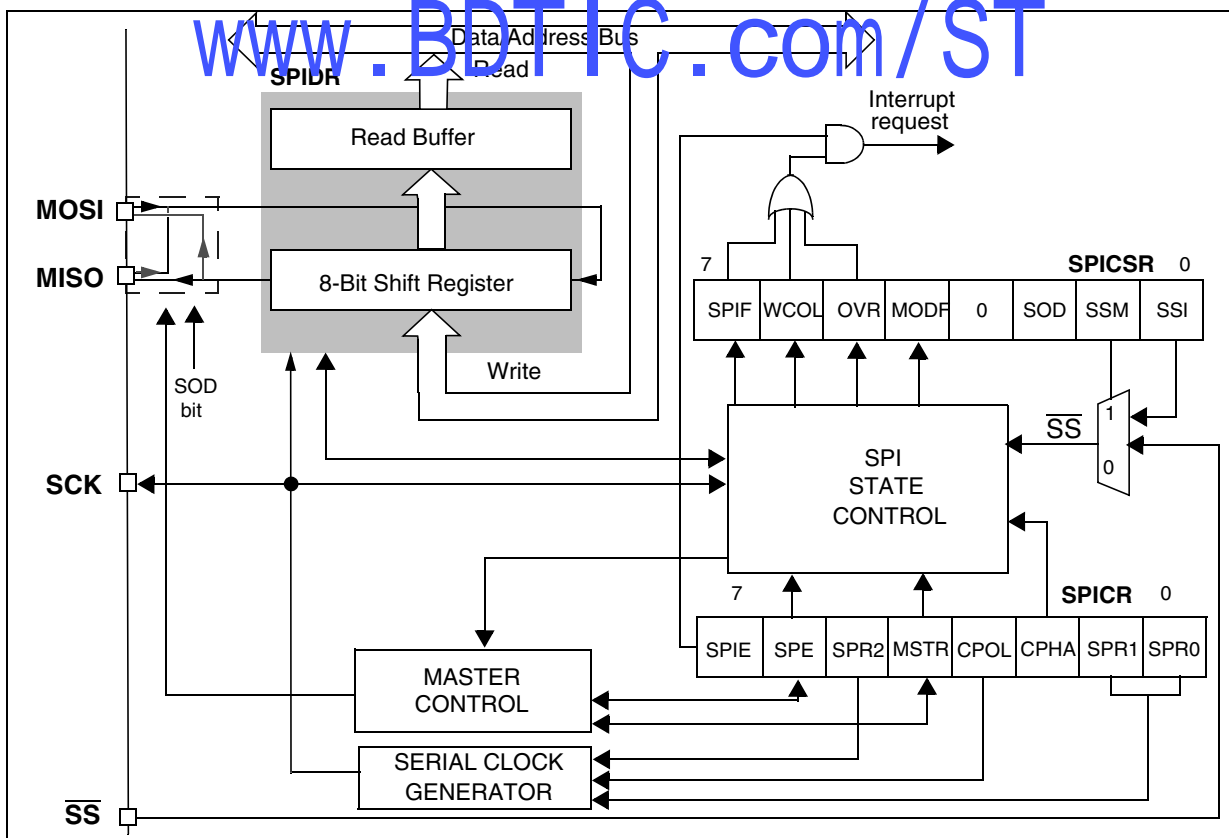 www.BDTIC.com/ST
Data/Address Bus
SPIDR
Read
Read Buffer
Interrupt
request
MOSI
MISO
8-Bit Shift Register
7
SPICSR
0
SPIF WCOL OVR MODF 0 SOD SSM SSI
SOD
bit
Write
1
SS
0
SCK
SPI
STATE
CONTROL
7
SPICR
0
SPIE SPE SPR2 MSTR CPOL CPHA SPR1 SPR0
MASTER
CONTROL
SERIAL CLOCK
GENERATOR
SS